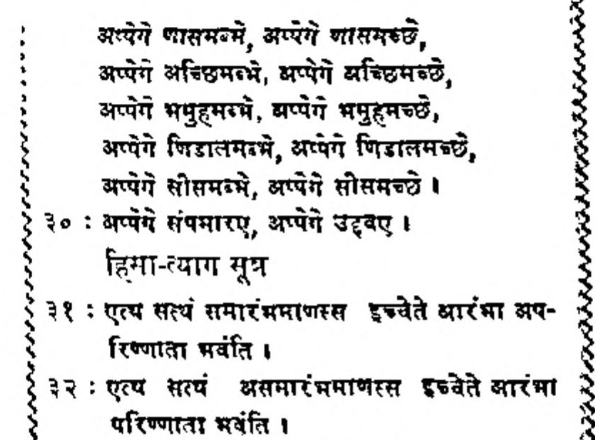 अप्पेगे णासमब्भे, अप्पेगे णासमच्छे,
अप्पेगे अच्छिमब्भे, अप्पेगे अच्छिमच्छे,
अप्पेगे भमुहमब्भे, अप्पेगे भमुहमच्छे,
अप्पेगे णिडालमब्भे, अप्पेगे णिडालमच्छे,
अप्पेगे सीसमब्भे, अप्पेगे सीसमच्छे ।
३० : अप्पेगे संपमारए, अप्पेगे उद्दवए ।
हिंसा-त्याग सूत्र
३१ : एत्थ सत्थं समारंभमाणस्स इच्चेते आरंभा अप-
रिण्णाता भवंति ।
३२ : एत्थ सत्थं असमारंभमाणस्स इच्चेते आरंभा
परिण्णाता भवंति ।